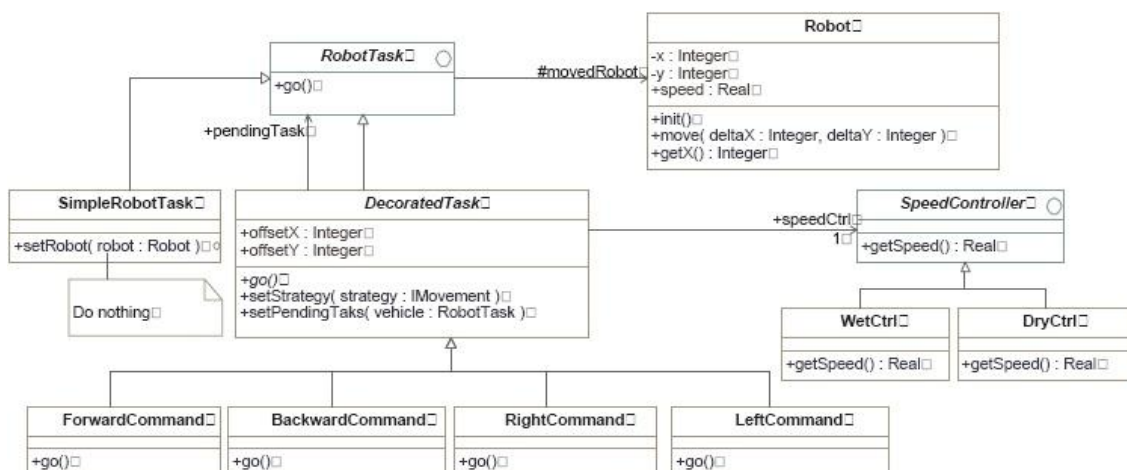 Robot
RobotTask
-x : Integer
-y : Integer
+speed : Real
#movedRobot
+go()
+init()
+move( deltaX : Integer, deltaY : Integer )
+getX() : Integer
+pendingTask
SimpleRobotTask
+setRobot( robot : Robot )
Do nothing
DecoratedTask
+offsetX : Integer
+offsetY : Integer
+go()
+setStrategy( strategy : IMovement )
+setPendingTaks( vehicle : RobotTask )
+speedCtrl
1
SpeedController
+getSpeed() : Real
WetCtrl
+getSpeed() : Real
DryCtrl
+getSpeed() : Real
ForwardCommand
+go()
BackwardCommand
+go()
RightCommand
+go()
LeftCommand
+go()